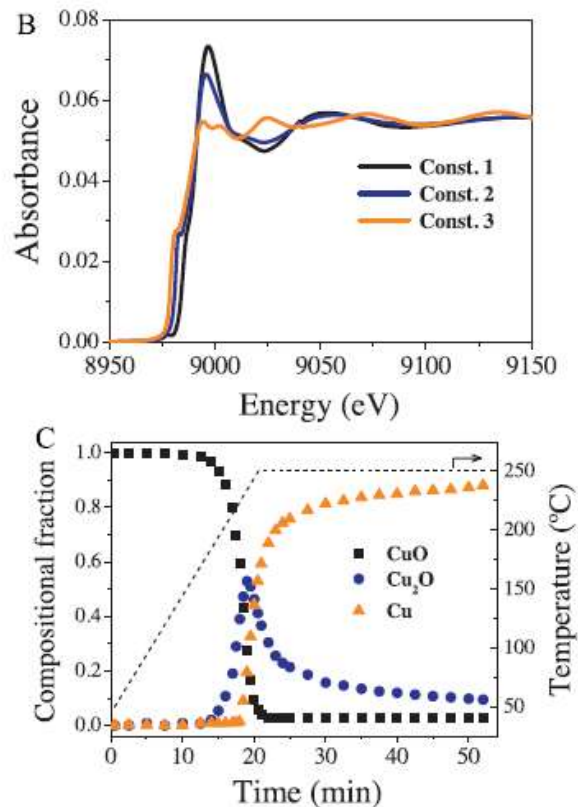 B
0.08
0.06
0.04
0.02
0.00
Absorbance
Const. 1
Const. 2
Const. 3
8950 9000 9050 9100 9150
Energy (eV)
C
1.0
0.8
0.6
0.4
0.2
0.0
Compositional fraction
CuO
Cu₂O
Cu
250
200
150
100
50
Temperature (ºC)
0 10 20 30 40 50
Time (min)